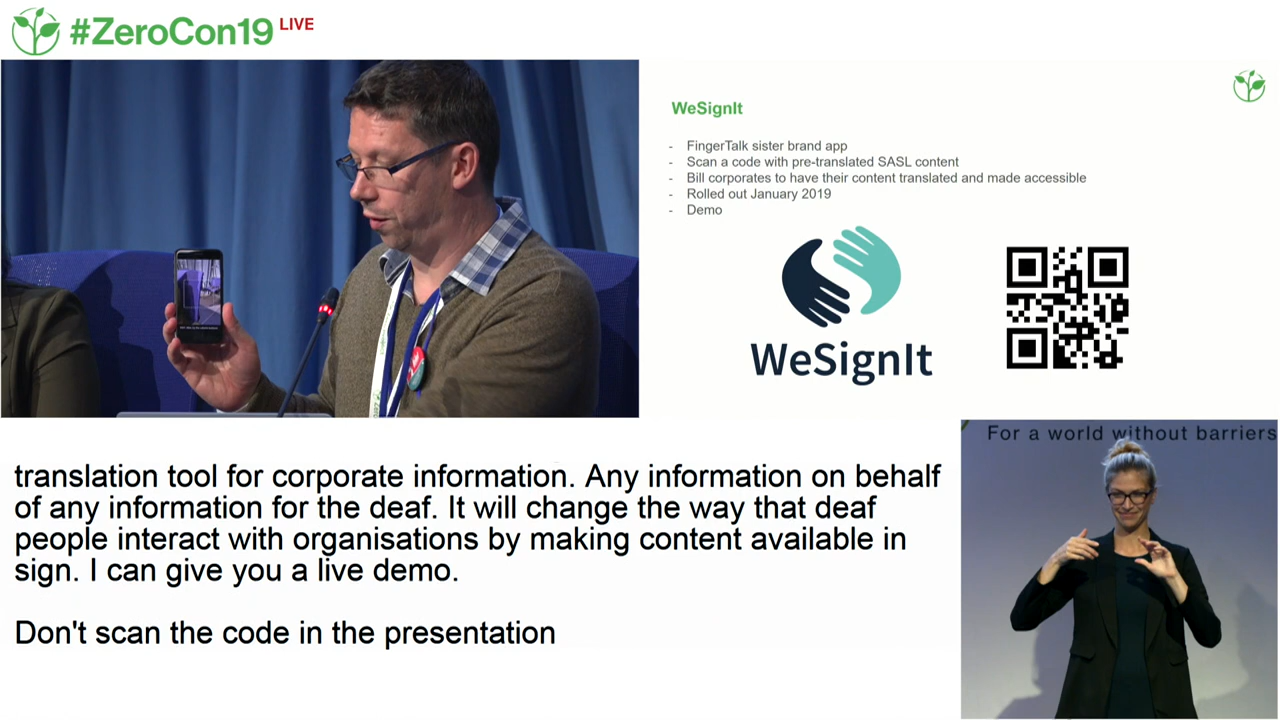 #ZeroCon19 LIVE
WeSignIt
- FingerTalk sister brand app
- Scan a code with pre-translated SASL content
- Bill corporates to have their content translated and made accessible
- Rolled out January 2019
- Demo
WeSignIt
For a world without barriers
translation tool for corporate information. Any information on behalf
of any information for the deaf. It will change the way that deaf
people interact with organisations by making content available in
sign. I can give you a live demo.
Don't scan the code in the presentation